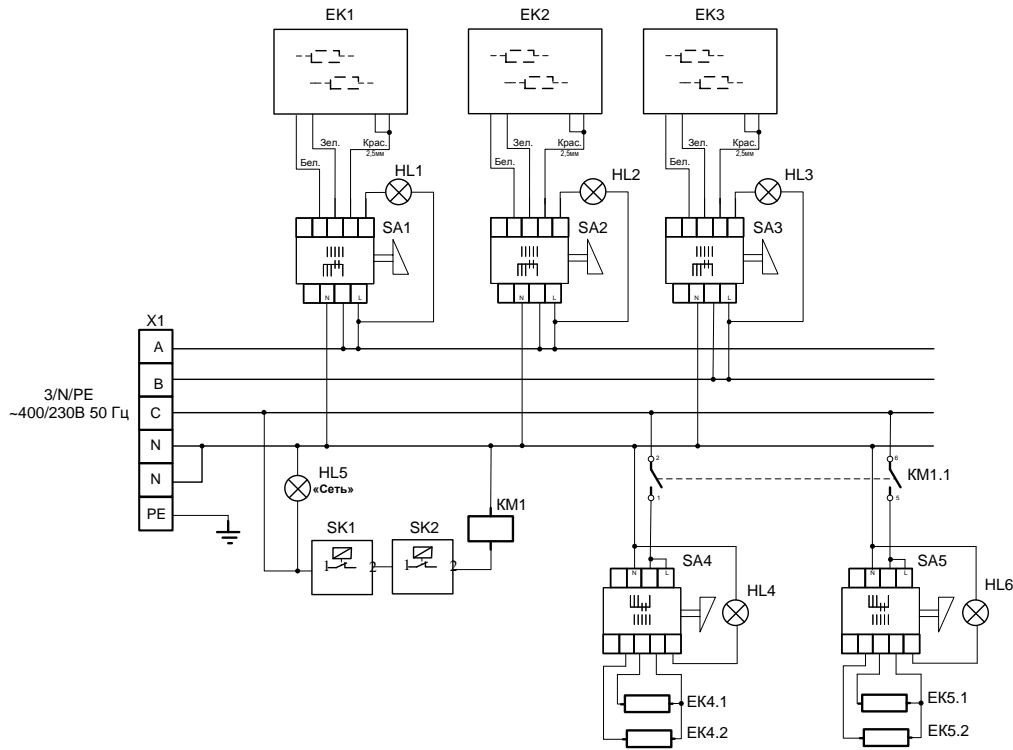 EK1
EK2
EK3
Бел.
Зел.
Крас.
2,5мм
Бел.
Зел.
Крас.
2,5мм
Бел.
Зел.
Крас.
2,5мм
HL1
HL2
HL3
SA1
SA2
SA3
N L
N L
N L
X1
A
B
C
N
N
PE
3/N/PE
~400/230В 50 Гц
HL5
«Сеть»
SK1
SK2
КМ1
1 2
1 2
2
1
6
5
КМ1.1
N L
SA4
HL4
N L
SA5
HL6
EK4.1
EK4.2
EK5.1
EK5.2